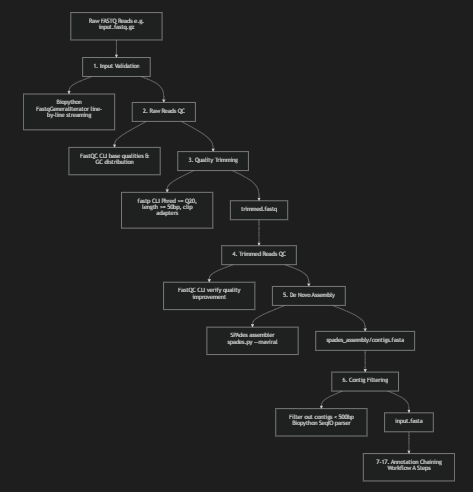 Raw FASTQ Reads e.g.
input.fastq.gz
1. Input Validation
Biopython
FastqGeneralIterator line-
by-line streaming
2. Raw Reads QC
FastQC CLI base qualities &
GC distribution
3. Quality Trimming
fastp CLI Phred >= Q20,
length >= 50bp, clip
adapters
trimmed.fastq
4. Trimmed Reads QC
FastQC CLI verify quality
improvement
5. De Novo Assembly
SPAdes assembler
spades.py
spades_assembly/contigs.fasta
6. Contig Filtering
Filter out contigs < 500bp
Biopython SeqIO parser
input.fasta
7-17. Annotation Chaining
Workflow A Steps